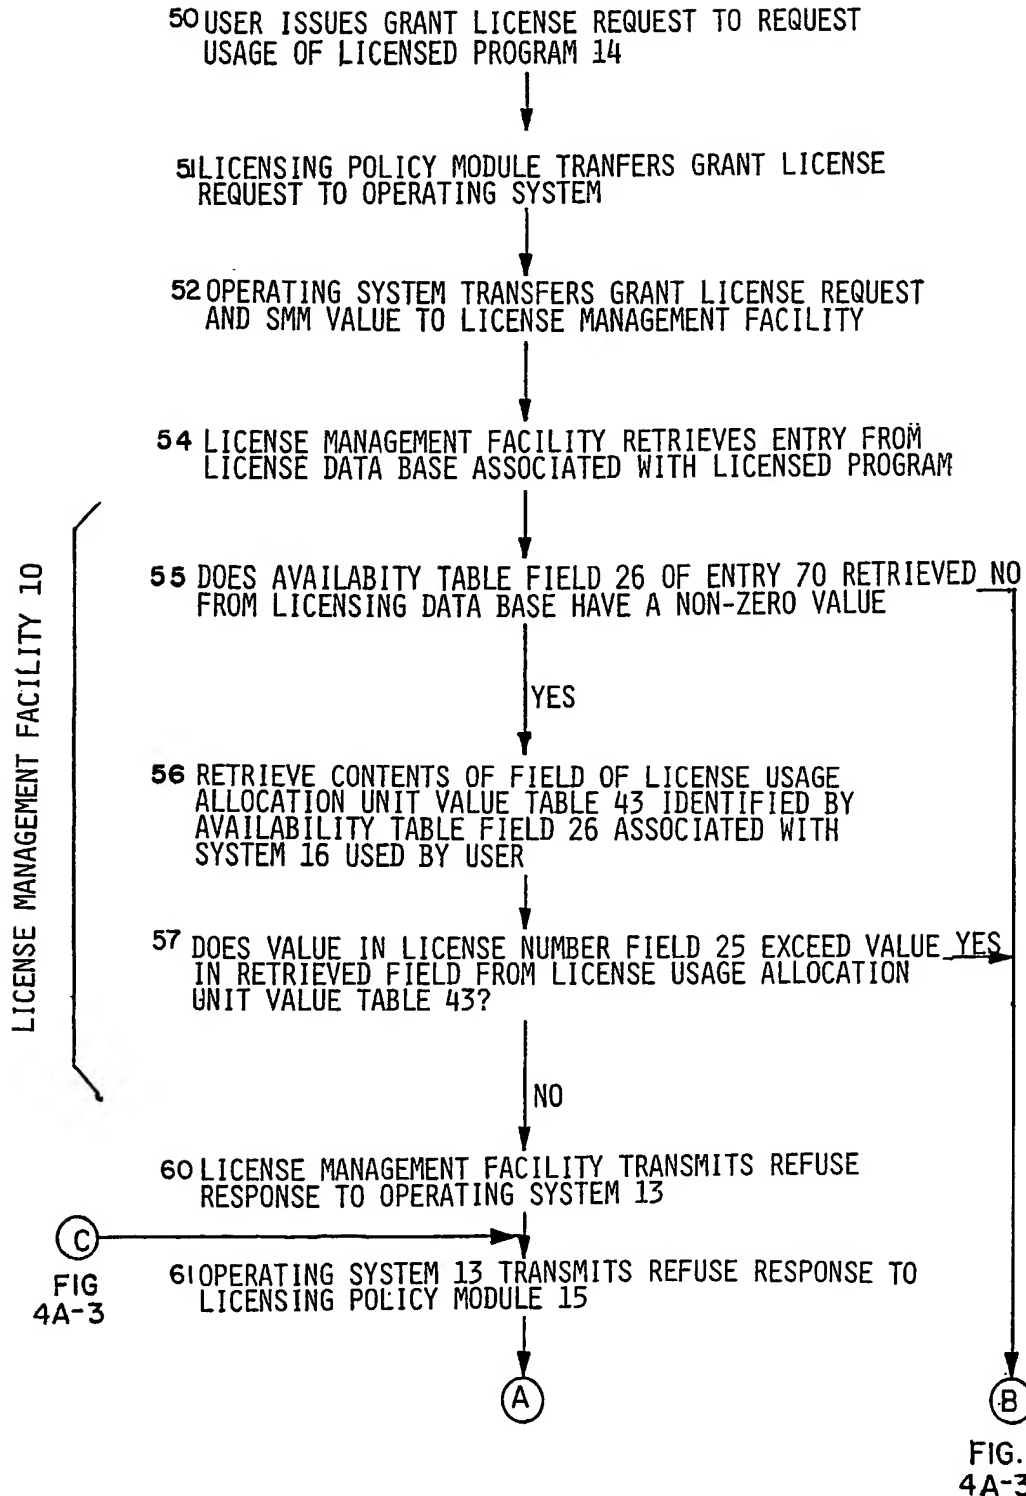 50 USER ISSUES GRANT LICENSE REQUEST TO REQUEST
USAGE OF LICENSED PROGRAM 14
51 LICENSING POLICY MODULE TRANFERS GRANT LICENSE
REQUEST TO OPERATING SYSTEM
52 OPERATING SYSTEM TRANSFERS GRANT LICENSE REQUEST
AND SMM VALUE TO LICENSE MANAGEMENT FACILITY
54 LICENSE MANAGEMENT FACILITY RETRIEVES ENTRY FROM
LICENSE DATA BASE ASSOCIATED WITH LICENSED PROGRAM
LICENSE MANAGEMENT FACILITY 10
55 DOES AVAILABITY TABLE FIELD 26 OF ENTRY 70 RETRIEVED NO
FROM LICENSING DATA BASE HAVE A NON-ZERO VALUE
YES
56 RETRIEVE CONTENTS OF FIELD OF LICENSE USAGE
ALLOCATION UNIT VALUE TABLE 43 IDENTIFIED BY
AVAILABILITY TABLE FIELD 26 ASSOCIATED WITH
SYSTEM 16 USED BY USER
57 DOES VALUE IN LICENSE NUMBER FIELD 25 EXCEED VALUE YES
IN RETRIEVED FIELD FROM LICENSE USAGE ALLOCATION
UNIT VALUE TABLE 43?
NO
60 LICENSE MANAGEMENT FACILITY TRANSMITS REFUSE
RESPONSE TO OPERATING SYSTEM 13
C
FIG
4A-3
61 OPERATING SYSTEM 13 TRANSMITS REFUSE RESPONSE TO
LICENSING POLICY MODULE 15
A
B
FIG.
4A-3